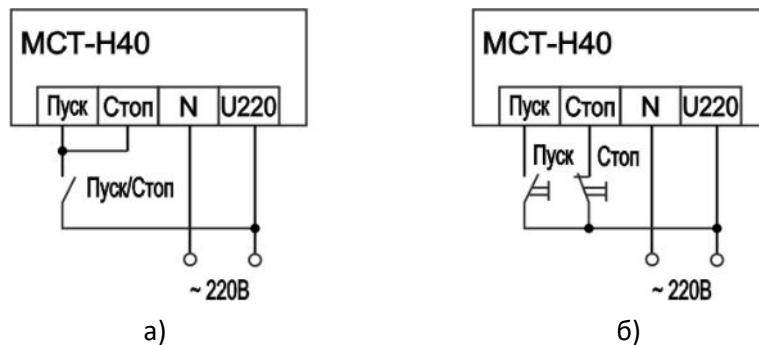 МСТ-Н40
Пуск Стоп N U220
Пуск/Стоп
~ 220В
а)
МСТ-Н40
Пуск Стоп N U220
Пуск Стоп
~ 220В
б)